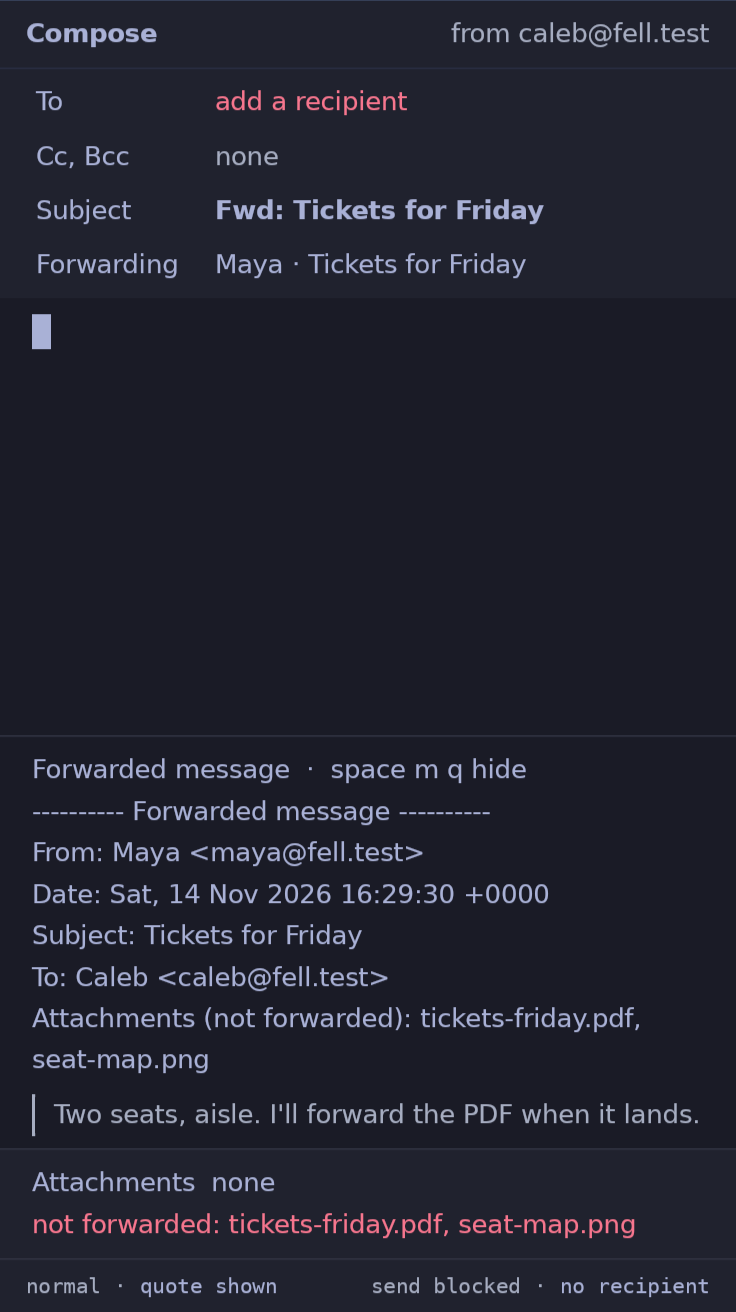 Compose from caleb@fell.test
To add a recipient
Cc, Bcc none
Subject Fwd: Tickets for Friday
Forwarding Maya · Tickets for Friday
Forwarded message · space m q hide
---------- Forwarded message ----------
From: Maya <maya@fell.test>
Date: Sat, 14 Nov 2026 16:29:30 +0000
Subject: Tickets for Friday
To: Caleb <caleb@fell.test>
Attachments (not forwarded): tickets-friday.pdf,
seat-map.png
Two seats, aisle. I'll forward the PDF when it lands.
Attachments none
not forwarded: tickets-friday.pdf, seat-map.png
normal · quote shown send blocked · no recipient